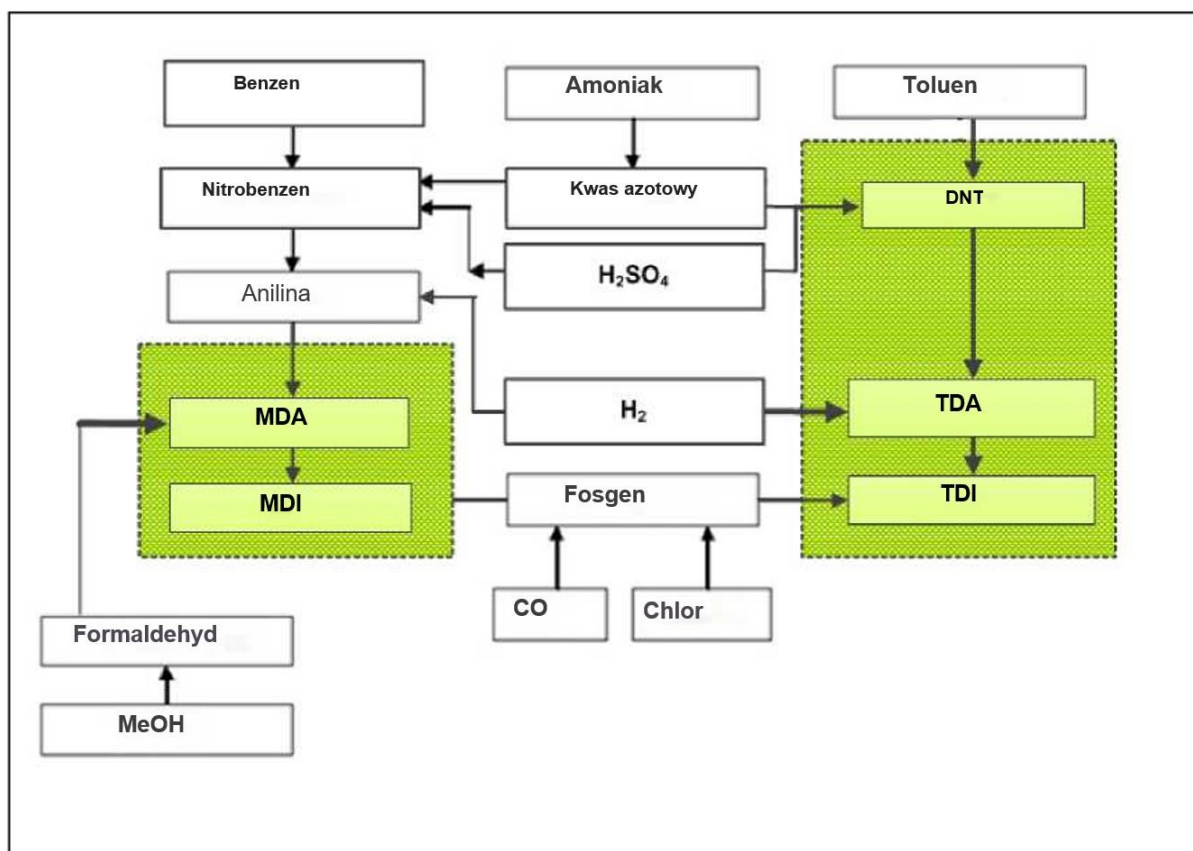 Benzen
Amoniak
Toluen
Nitrobenzen
Kwas azotowy
DNT
H₂SO₄
Anilina
MDA
H₂
TDA
MDI
Fosgen
TDI
CO
Chlor
Formaldehyd
MeOH